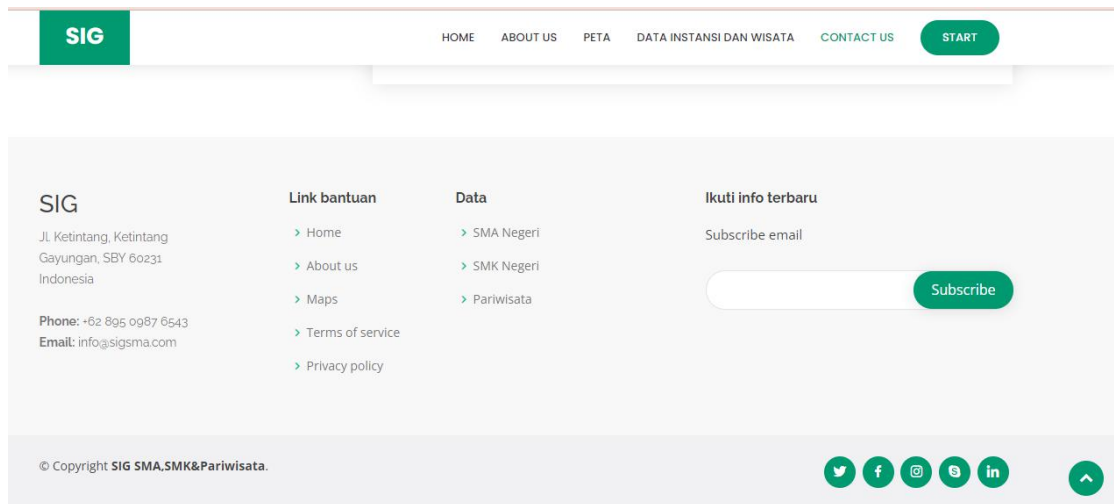 SIG
HOME ABOUT US PETA DATA INSTANSI DAN WISATA CONTACT US START
SIG
Jl. Ketintang, Ketintang
Gayungan, SBY 60231
Indonesia
Phone: +62 895 0987 6543
Email: info@sigsma.com
Link bantuan
Home
About us
Maps
Terms of service
Privacy policy
Data
SMA Negeri
SMK Negeri
Pariwisata
Ikuti info terbaru
Subscribe email
Subscribe
© Copyright SIG SMA,SMK&Pariwisata.